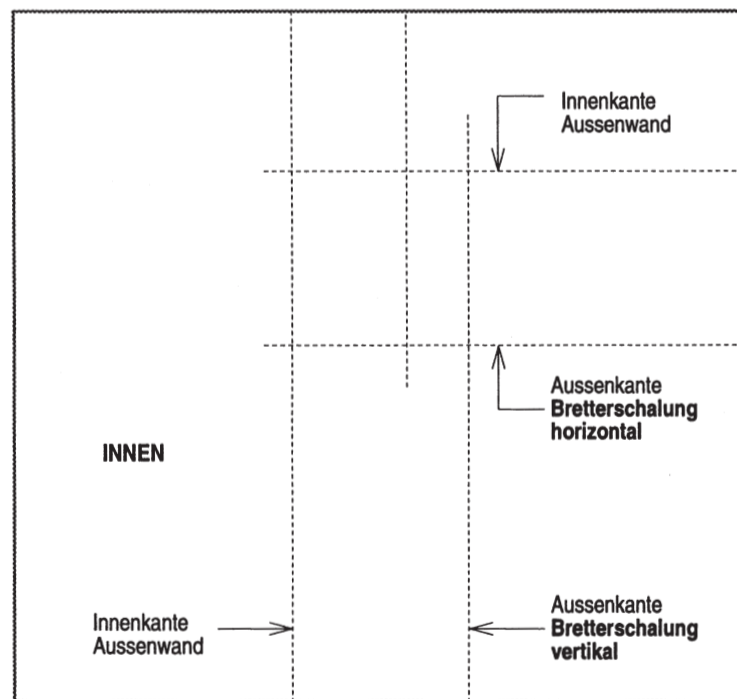 Innenkante
Aussenwand
Aussenkante
Bretterschalung
horizontal
INNEN
Innenkante
Aussenwand
Aussenkante
Bretterschalung
vertikal